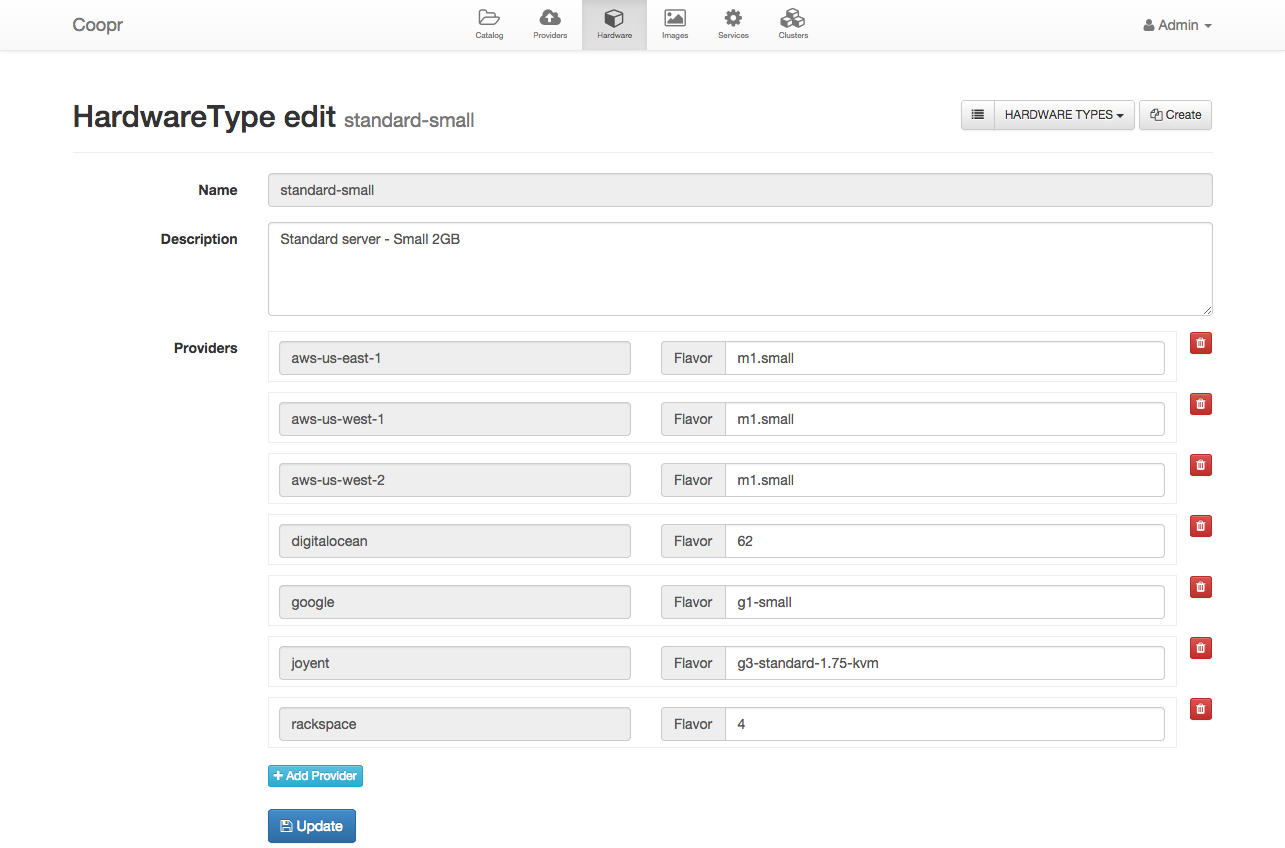 Coopr
Catalog
Providers
Hardware
Images
Services
Clusters
Admin
HardwareType edit standard-small
HARDWARE TYPES
Create
Name
standard-small
Description
Standard server - Small 2GB
Providers
aws-us-east-1 Flavor m1.small
aws-us-west-1 Flavor m1.small
aws-us-west-2 Flavor m1.small
digitalocean Flavor 62
google Flavor g1-small
joyent Flavor g3-standard-1.75-kvm
rackspace Flavor 4
+ Add Provider
Update